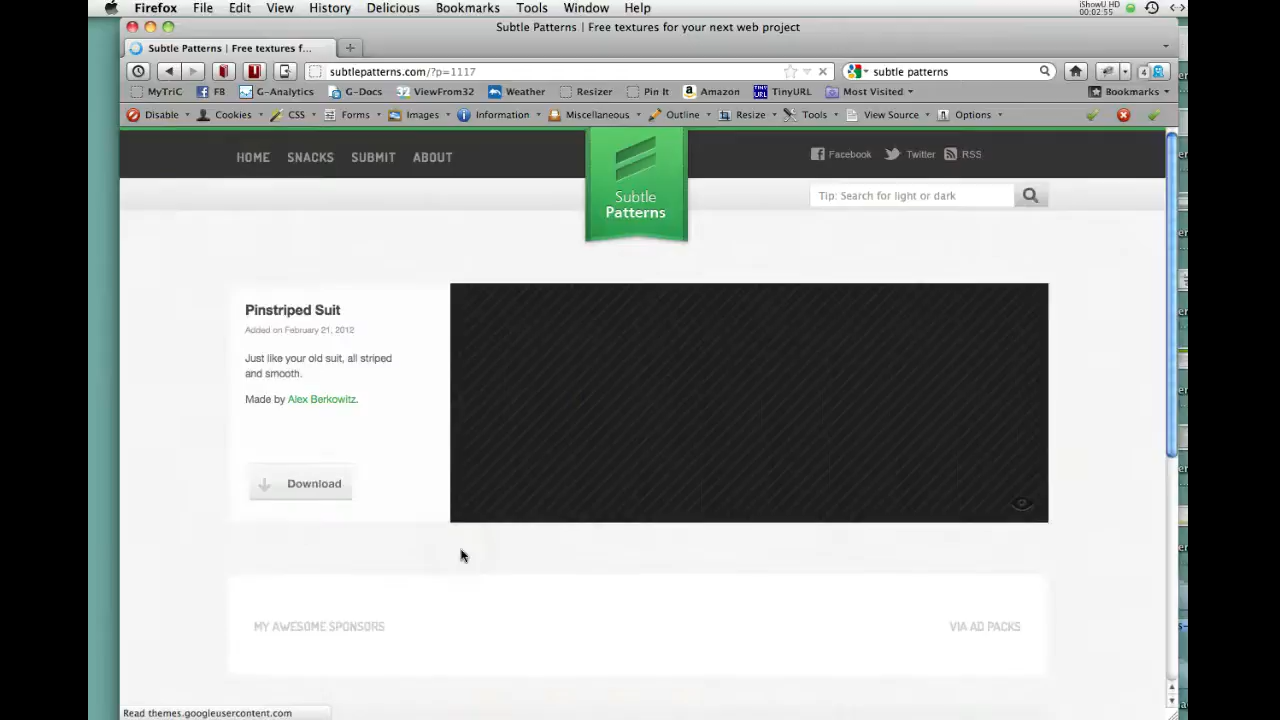 Firefox File Edit View History Delicious Bookmarks Tools Window Help
iShowU HD
00:02:55
Subtle Patterns | Free textures for your next web project
Subtle Patterns | Free textures f...
subtlepatterns.com/?p=1117
subtle patterns
4
MyTriC FB G-Analytics G-Docs ViewFrom32 Weather Resizer Pin It Amazon TinyURL Most Visited Bookmarks
Disable Cookies CSS Forms Images Information Miscellaneous Outline Resize Tools View Source Options
HOME SNACKS SUBMIT ABOUT
Facebook Twitter RSS
Subtle
Patterns
Tip: Search for light or dark
Pinstriped Suit
Added on February 21, 2012
Just like your old suit, all striped
and smooth.
Made by Alex Berkowitz.
Download
MY AWESOME SPONSORS
VIA AD PACKS
Read themes.googleusercontent.com